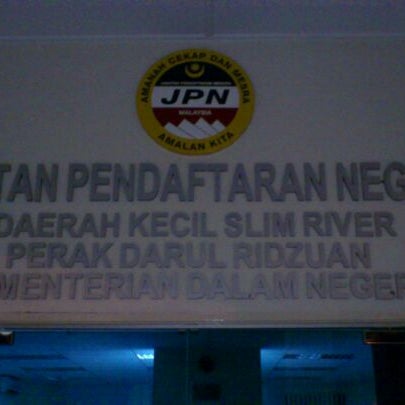 AMANAH CEKAP DAN MESRA
JPN
MALAYSIA
AMALAN KITA
TAN PENDAFTARAN NEG
DAERAH KECIL SLIM RIVER
PERAK DARUL RIDZUAN
MENTERIAN DALAM NEGER